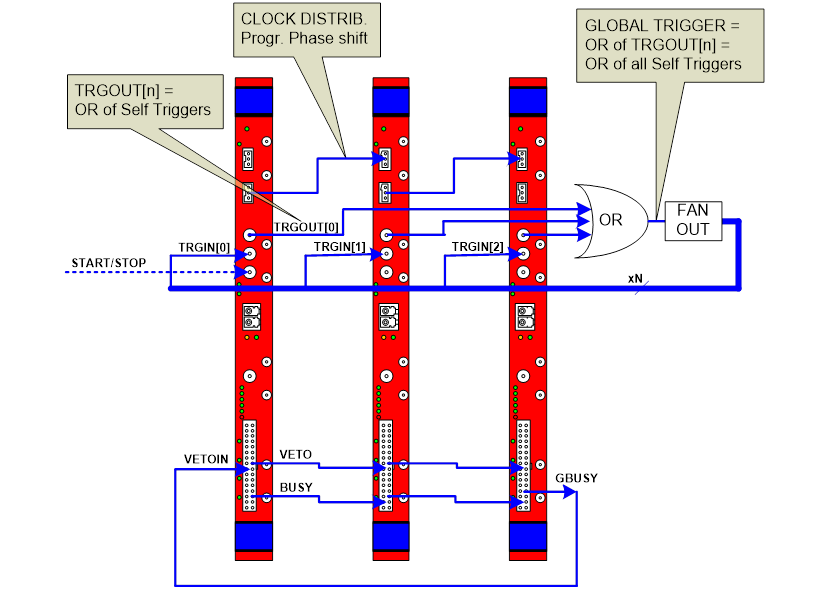 CLOCK DISTRIB.
Progr. Phase shift
GLOBAL TRIGGER =
OR of TRGOUT[n] =
OR of all Self Triggers
TRGOUT[n] =
OR of Self Triggers
TRGOUT[0]
OR
FAN
OUT
TRGIN[0]
TRGIN[1]
TRGIN[2]
START/STOP
xN
VETOIN
VETO
BUSY
GBUSY